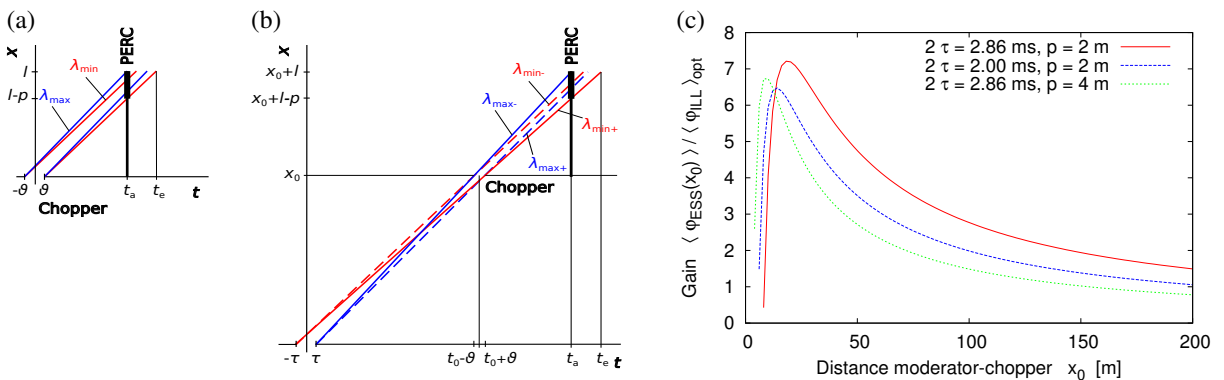 (a)
x
PERC
l
l-p
λmin
λmax
-ϑ
ϑ
ta
te
t
Chopper
(b)
x
PERC
x0+l
x0+l-p
x0
λmin-
λmax-
λmin+
λmax+
Chopper
-τ
τ
t0-ϑ
t0+ϑ
ta
te
t
(c)
8
7
6
5
4
3
2
1
0
2 τ = 2.86 ms, p = 2 m
2 τ = 2.00 ms, p = 2 m
2 τ = 2.86 ms, p = 4 m
Gain ⟨ φESS(x0) ⟩ / ⟨ φILL ⟩opt
0 50 100 150 200
Distance moderator-chopper x0 [m]